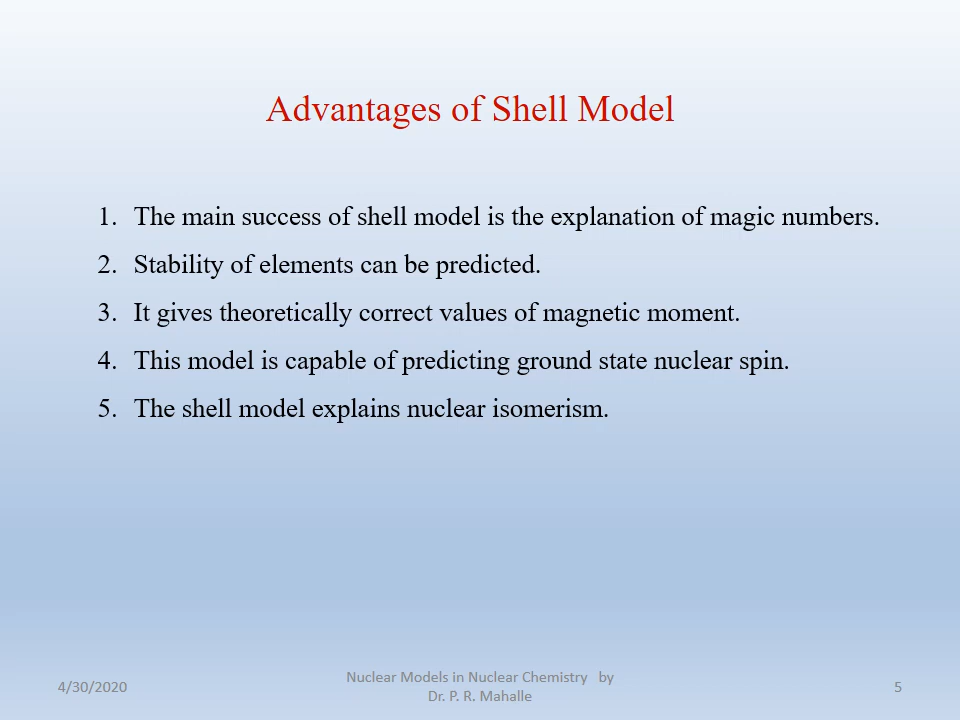 Advantages of Shell Model
1. The main success of shell model is the explanation of magic numbers.
2. Stability of elements can be predicted.
3. It gives theoretically correct values of magnetic moment.
4. This model is capable of predicting ground state nuclear spin.
5. The shell model explains nuclear isomerism.
4/30/2020
Nuclear Models in Nuclear Chemistry by
Dr. P. R. Mahalle
5